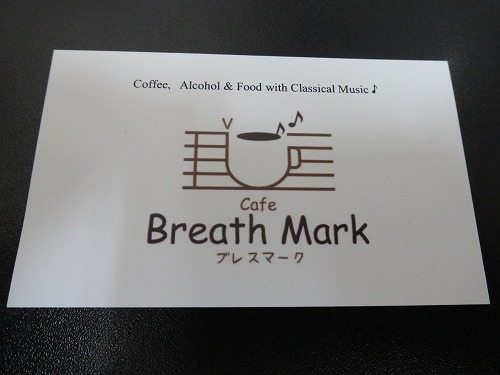 Coffee, Alcohol & Food with Classical Music♪
V
Cafe
Breath Mark
ブレスマーク